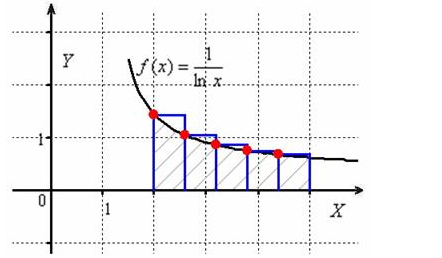 Y
f(x) = 1/ln x
1
0
1
X